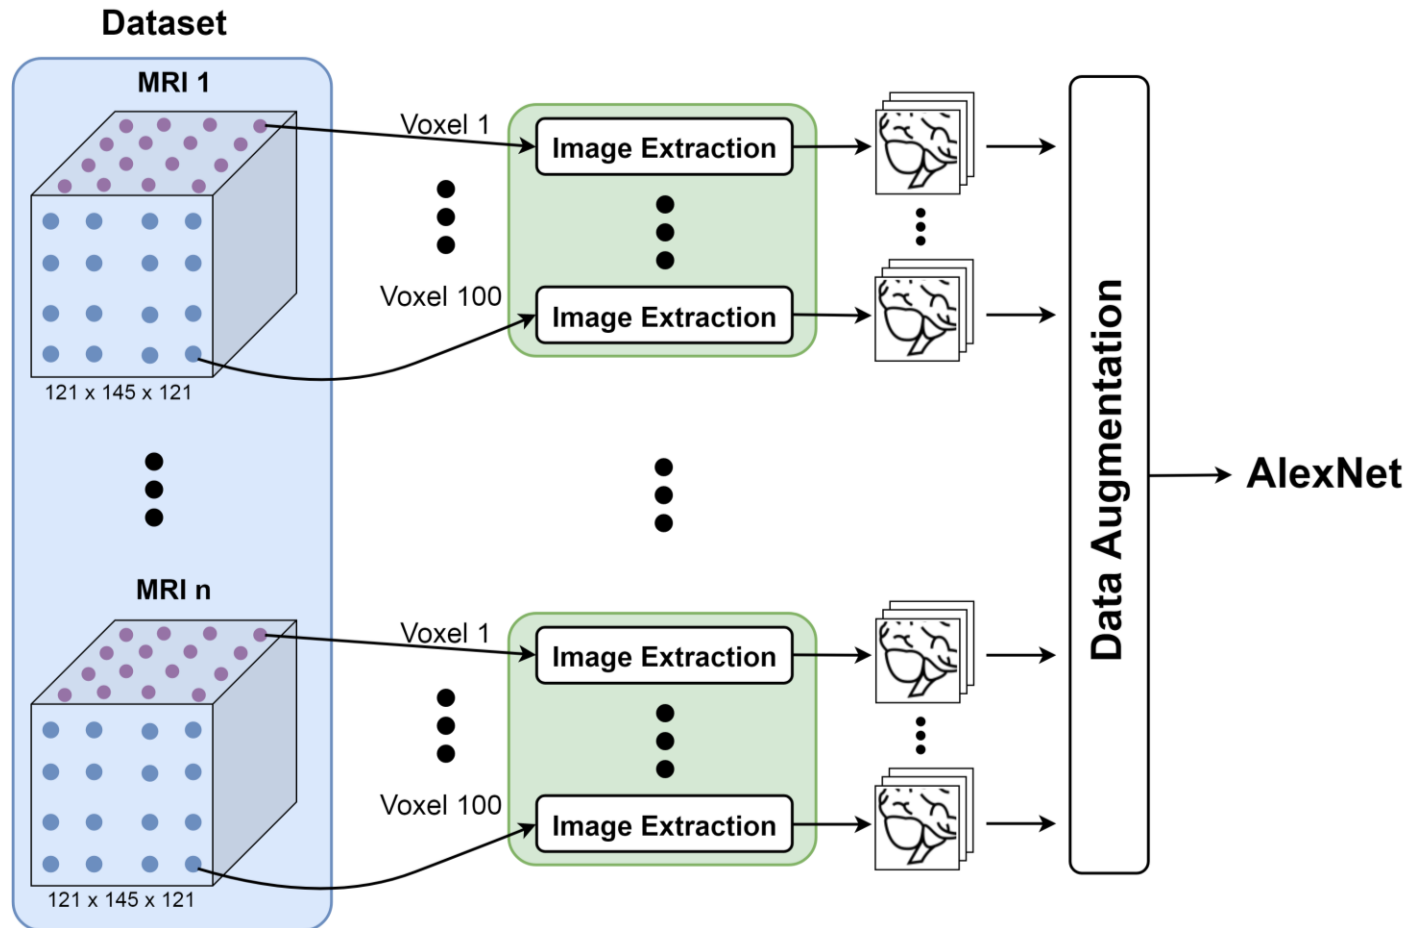 Dataset
MRI 1
Voxel 1
Image Extraction
Voxel 100
Image Extraction
121 x 145 x 121
Data Augmentation
AlexNet
MRI n
Voxel 1
Image Extraction
Voxel 100
Image Extraction
121 x 145 x 121